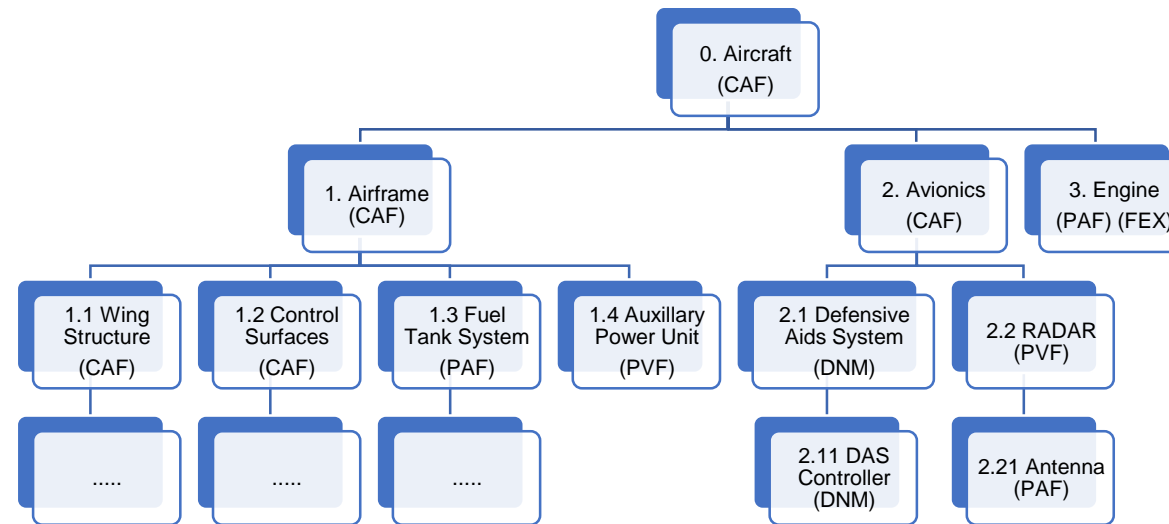 0. Aircraft
(CAF)
1. Airframe
(CAF)
2. Avionics
(CAF)
3. Engine
(PAF) (FEX)
1.1 Wing
Structure
(CAF)
1.2 Control
Surfaces
(CAF)
1.3 Fuel
Tank System
(PAF)
1.4 Auxillary
Power Unit
(PVF)
2.1 Defensive
Aids System
(DNM)
2.2 RADAR
(PVF)
.....
.....
.....
2.11 DAS
Controller
(DNM)
2.21 Antenna
(PAF)